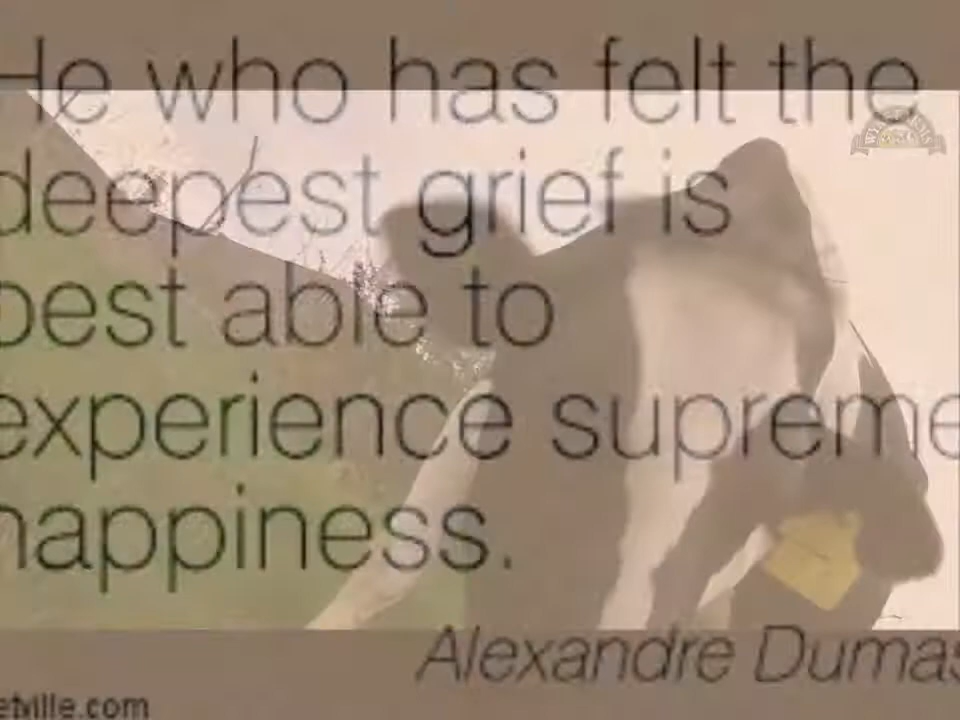 He who has felt the
deepest grief is
best able to
experience supreme
happiness.
Alexandre Dumas
etville.com